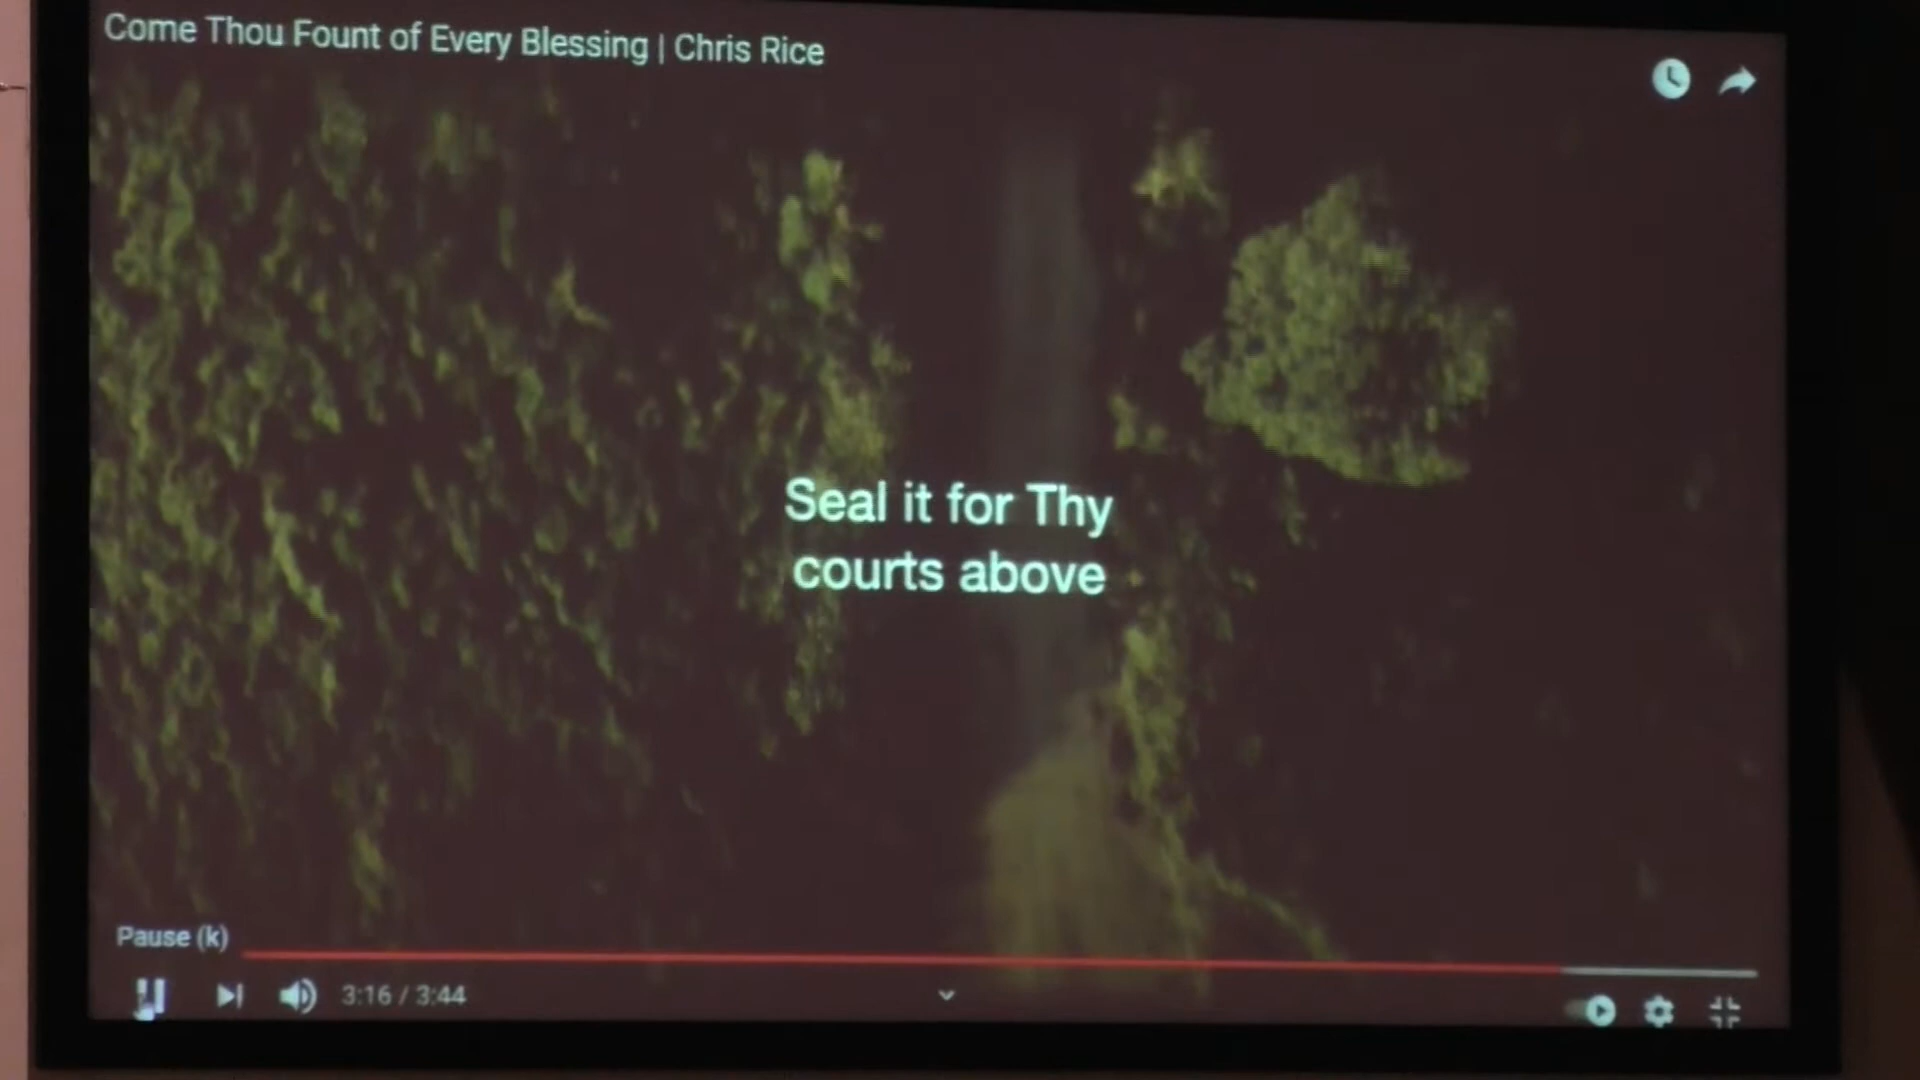 Come Thou Fount of Every Blessing | Chris Rice
Seal it for Thy
courts above
Pause (k)
3:16 / 3:44